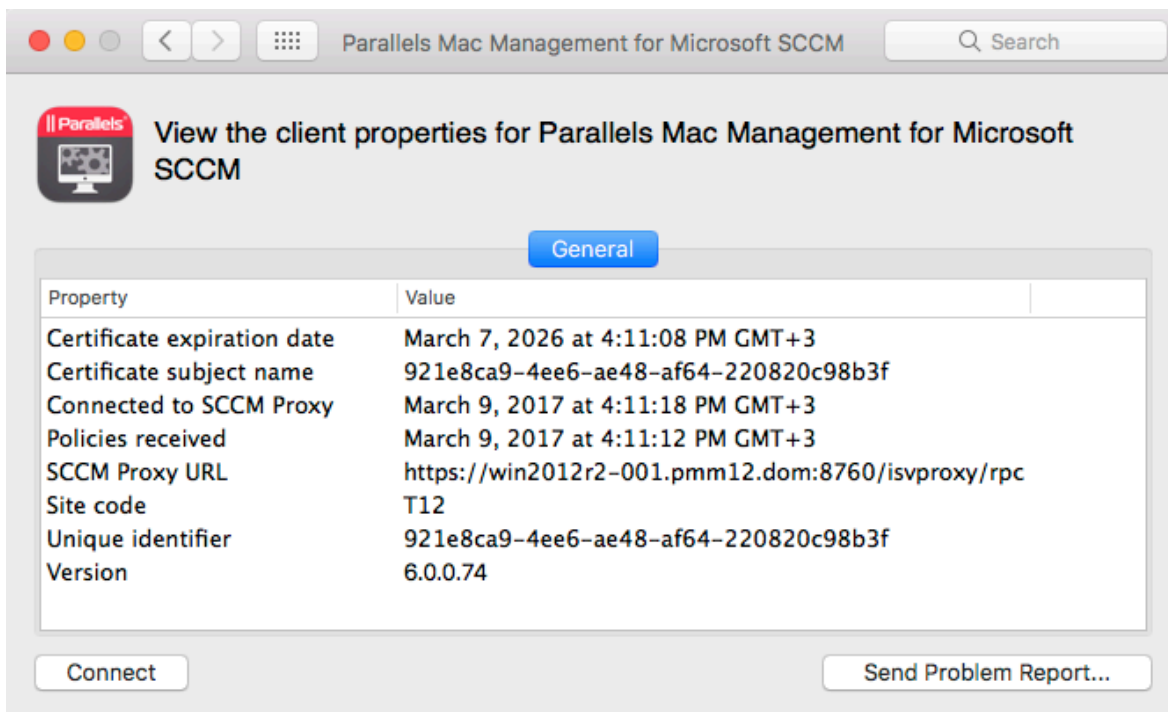 Parallels Mac Management for Microsoft SCCM
Search
|| Parallels®
View the client properties for Parallels Mac Management for Microsoft
SCCM
General
Property Value
Certificate expiration date March 7, 2026 at 4:11:08 PM GMT+3
Certificate subject name 921e8ca9-4ee6-ae48-af64-220820c98b3f
Connected to SCCM Proxy March 9, 2017 at 4:11:18 PM GMT+3
Policies received March 9, 2017 at 4:11:12 PM GMT+3
SCCM Proxy URL https://win2012r2-001.pmm12.dom:8760/isvproxy/rpc
Site code T12
Unique identifier 921e8ca9-4ee6-ae48-af64-220820c98b3f
Version 6.0.0.74
Connect Send Problem Report...